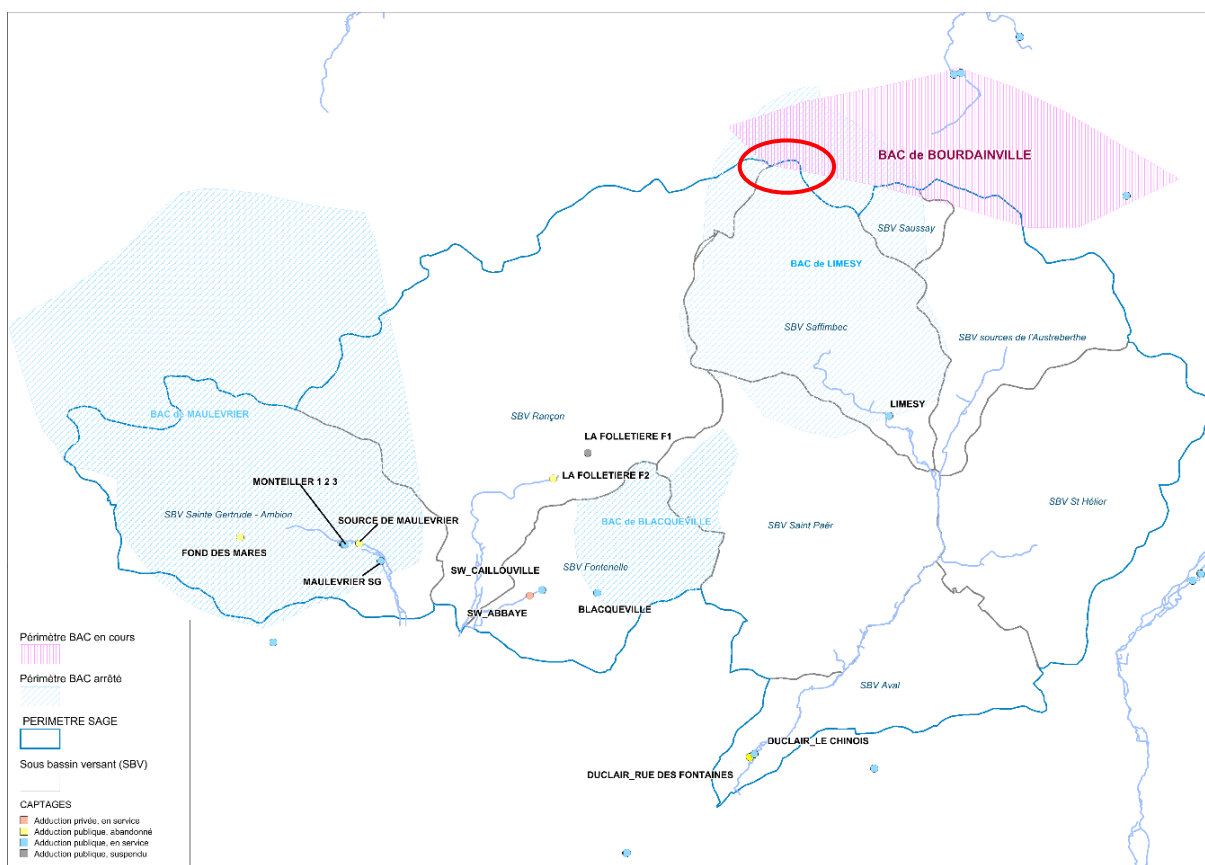 BAC de BOURDAINVILLE
SBV Saussay
BAC de LIMESY
SBV Saffimbec
SBV sources de l'Austreberthe
BAC de MAULEVRIER
LIMESY
SBV Rançon
LA FOLLETIERE F1
LA FOLLETIERE F2
MONTEILLER 1 2 3
SBV St Hélier
SBV Sainte Gertrude - Ambion
SOURCE DE MAULEVRIER
BAC de BLACQUEVILLE
SBV Saint Paër
FOND DES MARES
SW_CAILLOUVILLE
SBV Fontenelle
MAULEVRIER SG
SW_ABBAYE
BLACQUEVILLE
Périmètre BAC en cours
Périmètre BAC arrêté
SBV Aval
PERIMETRE SAGE
DUCLAIR_LE CHINOIS
Sous bassin versant (SBV)
DUCLAIR_RUE DES FONTAINES
CAPTAGES
Adduction privée, en service
Adduction publique, abandonné
Adduction publique, en service
Adduction publique, suspendu